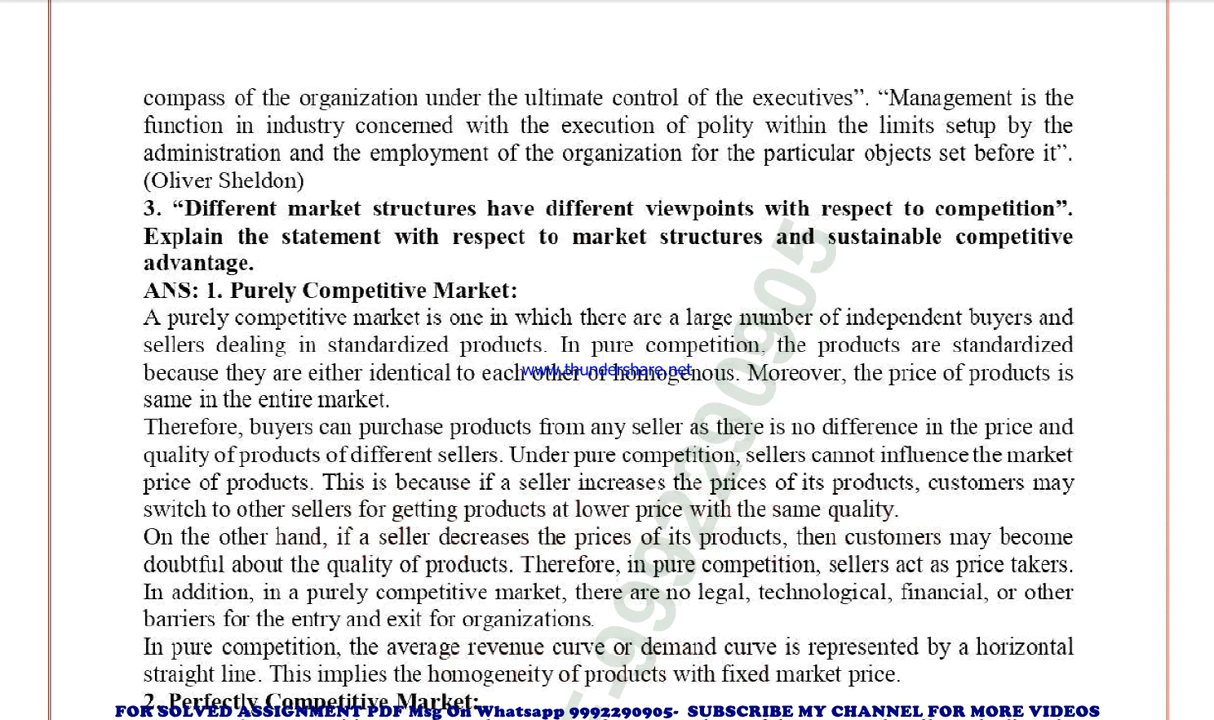 compass of the organization under the ultimate control of the executives”. “Management is the
function in industry concerned with the execution of polity within the limits setup by the
administration and the employment of the organization for the particular objects set before it”.
(Oliver Sheldon)
3. “Different market structures have different viewpoints with respect to competition”.
Explain the statement with respect to market structures and sustainable competitive
advantage.
ANS: 1. Purely Competitive Market:
A purely competitive market is one in which there are a large number of independent buyers and
sellers dealing in standardized products. In pure competition, the products are standardized
because they are either identical to each other or homogenous. Moreover, the price of products is
www.thundershare.net
same in the entire market.
Therefore, buyers can purchase products from any seller as there is no difference in the price and
quality of products of different sellers. Under pure competition, sellers cannot influence the market
price of products. This is because if a seller increases the prices of its products, customers may
switch to other sellers for getting products at lower price with the same quality.
On the other hand, if a seller decreases the prices of its products, then customers may become
doubtful about the quality of products. Therefore, in pure competition, sellers act as price takers.
In addition, in a purely competitive market, there are no legal, technological, financial, or other
barriers for the entry and exit for organizations.
In pure competition, the average revenue curve or demand curve is represented by a horizontal
straight line. This implies the homogeneity of products with fixed market price.
2. Perfectly Competitive Market:
FOR SOLVED ASSIGNMENT PDF Msg On Whatsapp 9992290905- SUBSCRIBE MY CHANNEL FOR MORE VIDEOS
-9992290905